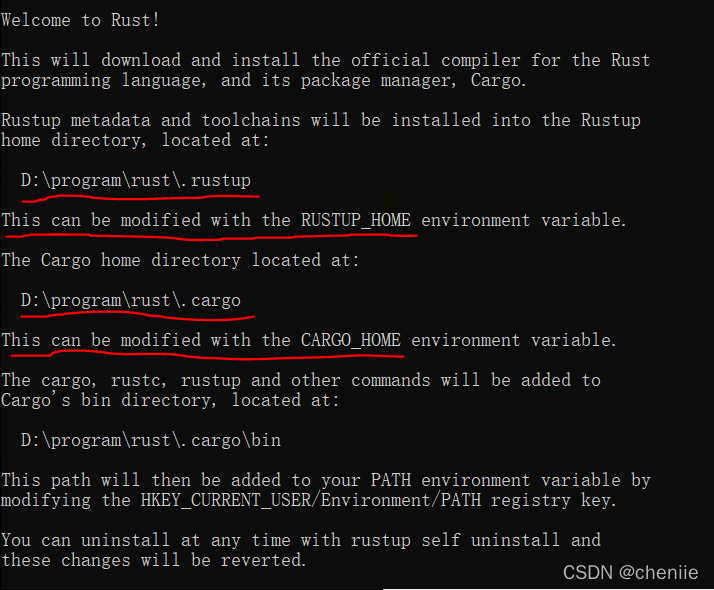 Welcome to Rust!
This will download and install the official compiler for the Rust
programming language, and its package manager, Cargo.
Rustup metadata and toolchains will be installed into the Rustup
home directory, located at:
D:\program\rust\.rustup
This can be modified with the RUSTUP_HOME environment variable.
The Cargo home directory located at:
D:\program\rust\.cargo
This can be modified with the CARGO_HOME environment variable.
The cargo, rustc, rustup and other commands will be added to
Cargo's bin directory, located at:
D:\program\rust\.cargo\bin
This path will then be added to your PATH environment variable by
modifying the HKEY_CURRENT_USER/Environment/PATH registry key.
You can uninstall at any time with rustup self uninstall and
these changes will be reverted.
CSDN @cheniie